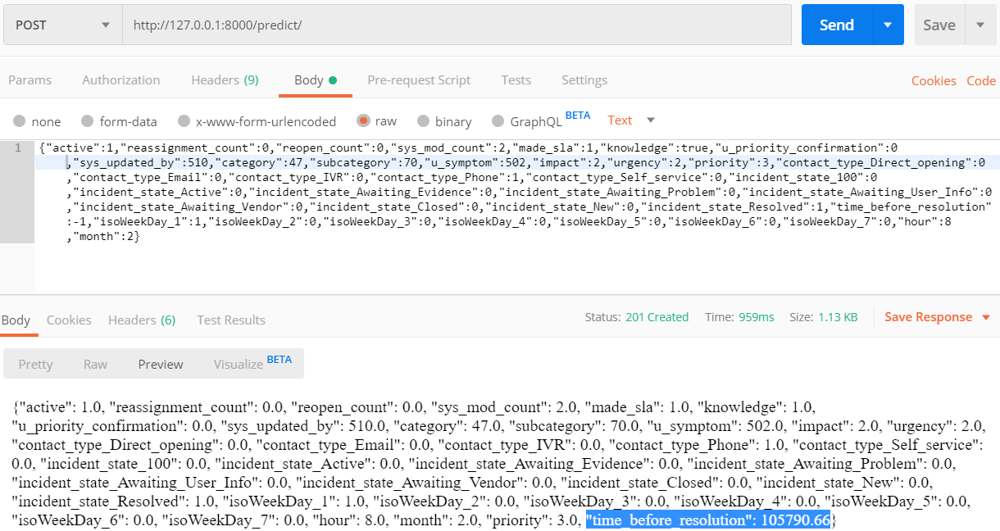 POST http://127.0.0.1:8000/predict/ Send Save
Params Authorization Headers (9) Body Pre-request Script Tests Settings Cookies Code
none form-data x-www-form-urlencoded raw binary GraphQL BETA Text
1 {"active":1,"reassignment_count":0,"reopen_count":0,"sys_mod_count":2,"made_sla":1,"knowledge":true,"u_priority_confirmation":0
,"sys_updated_by":510,"category":47,"subcategory":70,"u_symptom":502,"impact":2,"urgency":2,"priority":3,"contact_type_Direct_opening":0
,"contact_type_Email":0,"contact_type_IVR":0,"contact_type_Phone":1,"contact_type_Self_service":0,"incident_state_100":0
,"incident_state_Active":0,"incident_state_Awaiting_Evidence":0,"incident_state_Awaiting_Problem":0,"incident_state_Awaiting_User_Info":0
,"incident_state_Awaiting_Vendor":0,"incident_state_Closed":0,"incident_state_New":0,"incident_state_Resolved":1,"time_before_resolution"
:-1,"isoWeekDay_1":1,"isoWeekDay_2":0,"isoWeekDay_3":0,"isoWeekDay_4":0,"isoWeekDay_5":0,"isoWeekDay_6":0,"isoWeekDay_7":0,"hour":8
,"month":2}
Body Cookies Headers (6) Test Results Status: 201 Created Time: 959ms Size: 1.13 KB Save Response
Pretty Raw Preview Visualize BETA
{"active": 1.0, "reassignment_count": 0.0, "reopen_count": 0.0, "sys_mod_count": 2.0, "made_sla": 1.0, "knowledge": 1.0,
"u_priority_confirmation": 0.0, "sys_updated_by": 510.0, "category": 47.0, "subcategory": 70.0, "u_symptom": 502.0, "impact": 2.0, "urgency": 2.0,
"contact_type_Direct_opening": 0.0, "contact_type_Email": 0.0, "contact_type_IVR": 0.0, "contact_type_Phone": 1.0, "contact_type_Self_service":
0.0, "incident_state_100": 0.0, "incident_state_Active": 0.0, "incident_state_Awaiting_Evidence": 0.0, "incident_state_Awaiting_Problem": 0.0,
"incident_state_Awaiting_User_Info": 0.0, "incident_state_Awaiting_Vendor": 0.0, "incident_state_Closed": 0.0, "incident_state_New": 0.0,
"incident_state_Resolved": 1.0, "isoWeekDay_1": 1.0, "isoWeekDay_2": 0.0, "isoWeekDay_3": 0.0, "isoWeekDay_4": 0.0, "isoWeekDay_5": 0.0,
"isoWeekDay_6": 0.0, "isoWeekDay_7": 0.0, "hour": 8.0, "month": 2.0, "priority": 3.0, "time_before_resolution": 105790.66}